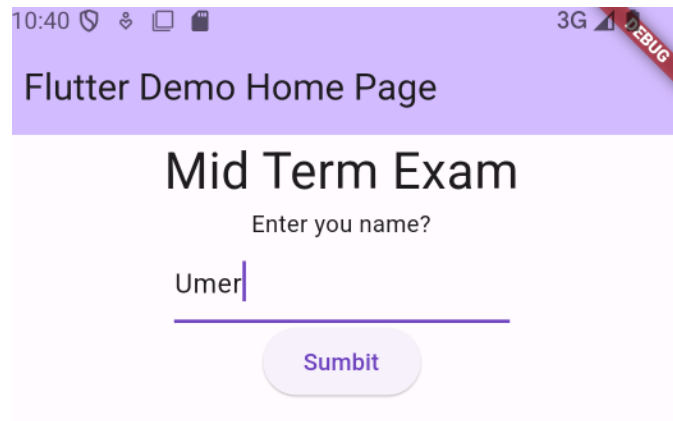 10:40 3G
DEBUG
Flutter Demo Home Page
Mid Term Exam
Enter you name?
Umer
Sumbit